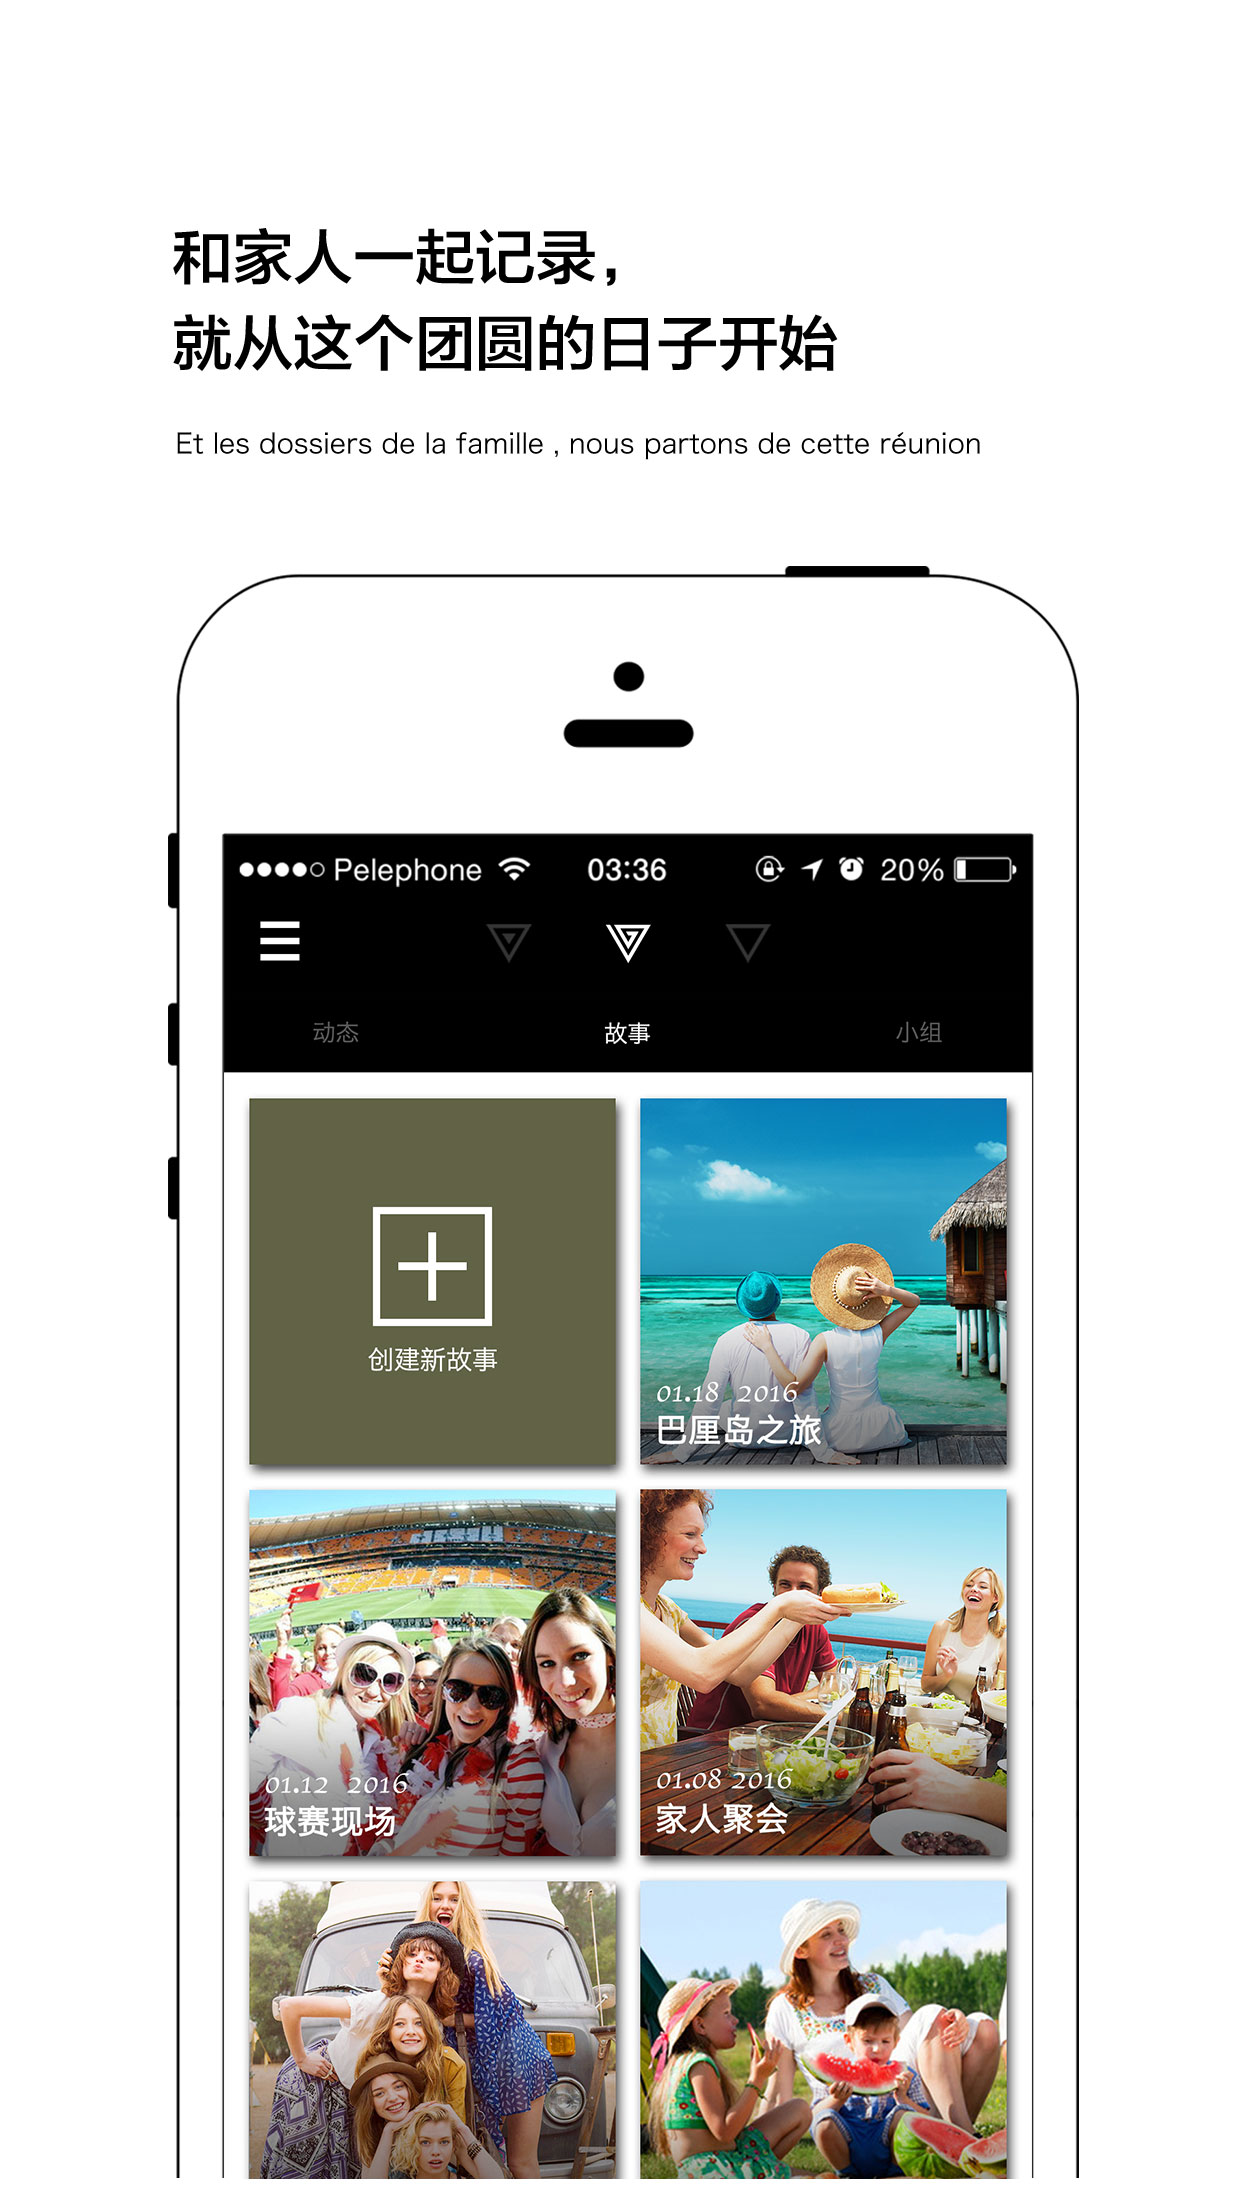 和家人一起记录，
就从这个团圆的日子开始
Et les dossiers de la famille , nous partons de cette réunion
Pelephone 03:36 20%
动态 故事 小组
创建新故事
01.18 2016
巴厘岛之旅
01.12 2016
球赛现场
01.08 2016
家人聚会